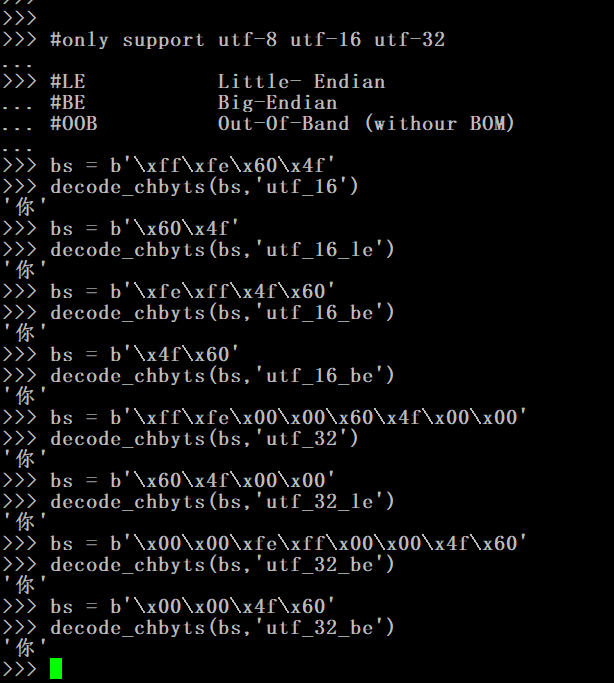 >>>
>>>
>>> #only support utf-8 utf-16 utf-32
...
>>> #LE             Little- Endian
... #BE             Big-Endian
... #OOB            Out-Of-Band (withour BOM)
...
>>> bs = b'\xff\xfe\x60\x4f'
>>> decode_chbyts(bs,'utf_16')
'你'
>>> bs = b'\x60\x4f'
>>> decode_chbyts(bs,'utf_16_le')
'你'
>>> bs = b'\xfe\xff\x4f\x60'
>>> decode_chbyts(bs,'utf_16_be')
'你'
>>> bs = b'\x4f\x60'
>>> decode_chbyts(bs,'utf_16_be')
'你'
>>> bs = b'\xff\xfe\x00\x00\x60\x4f\x00\x00'
>>> decode_chbyts(bs,'utf_32')
'你'
>>> bs = b'\x60\x4f\x00\x00'
>>> decode_chbyts(bs,'utf_32_le')
'你'
>>> bs = b'\x00\x00\xfe\xff\x00\x00\x4f\x60'
>>> decode_chbyts(bs,'utf_32_be')
'你'
>>> bs = b'\x00\x00\x4f\x60'
>>> decode_chbyts(bs,'utf_32_be')
'你'
>>>